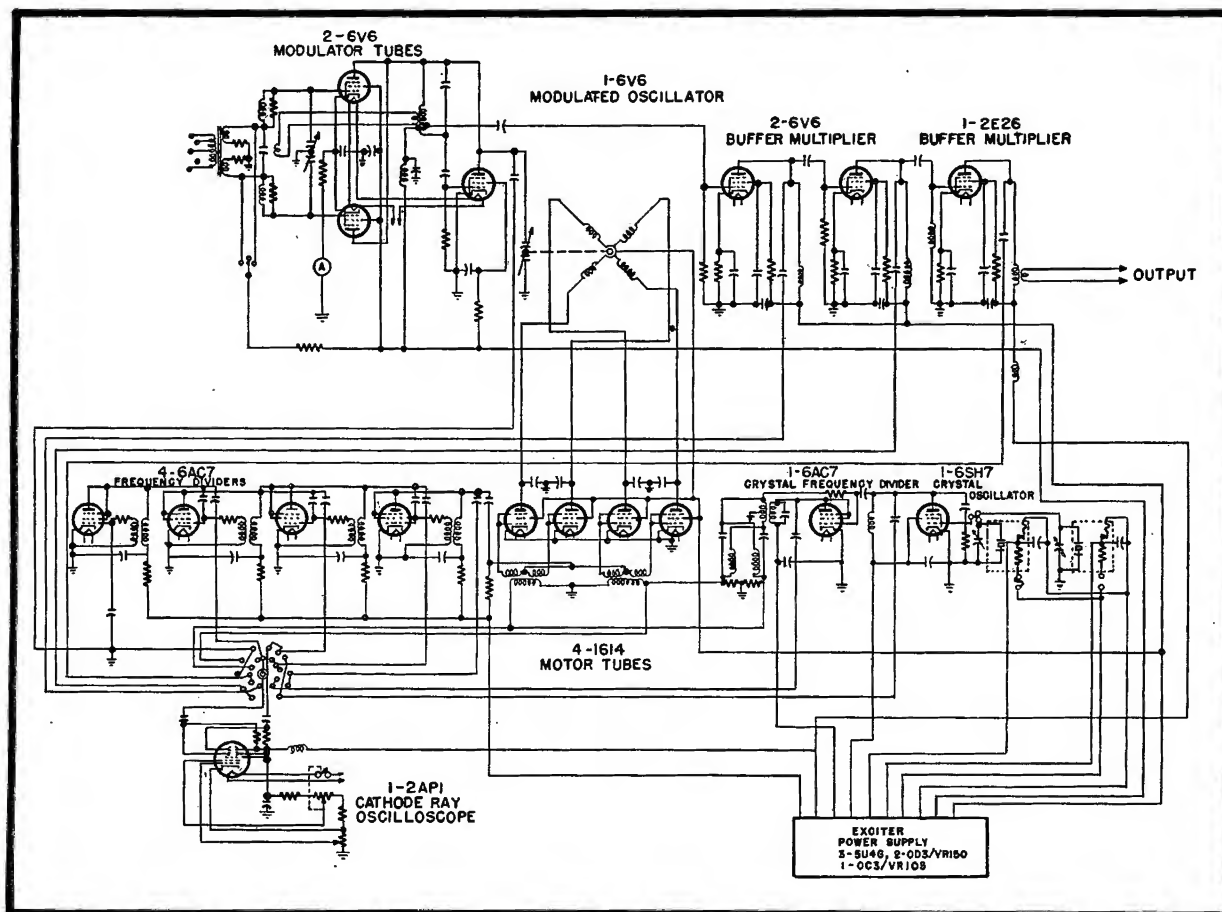 2-6V6
MODULATOR TUBES
1-6V6
MODULATED OSCILLATOR
2-6V6
BUFFER MULTIPLIER
1-2E26
BUFFER MULTIPLIER
A
OUTPUT
4-6AC7
FREQUENCY DIVIDERS
1-6AC7
CRYSTAL FREQUENCY DIVIDER
1-6SH7
CRYSTAL
OSCILLATOR
4-1614
MOTOR TUBES
1-2AP1
CATHODE RAY
OSCILLOSCOPE
EXCITER
POWER SUPPLY
3-5U4G, 2-OD3/VR150
1-OC3/VR105